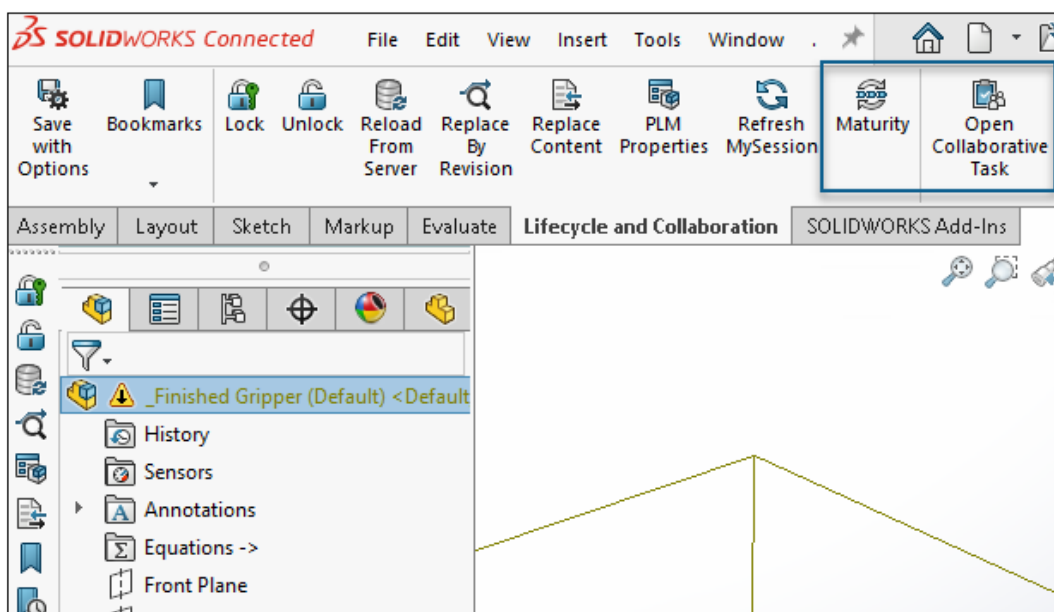 SOLIDWORKS Connected File Edit View Insert Tools Window .
Save with Options
Bookmarks
Lock
Unlock
Reload From Server
Replace By Revision
Replace Content
PLM Properties
Refresh MySession
Maturity
Open Collaborative Task
Assembly Layout Sketch Markup Evaluate Lifecycle and Collaboration SOLIDWORKS Add-Ins
_Finished Gripper (Default) <Default
History
Sensors
A Annotations
Σ Equations ->
Front Plane